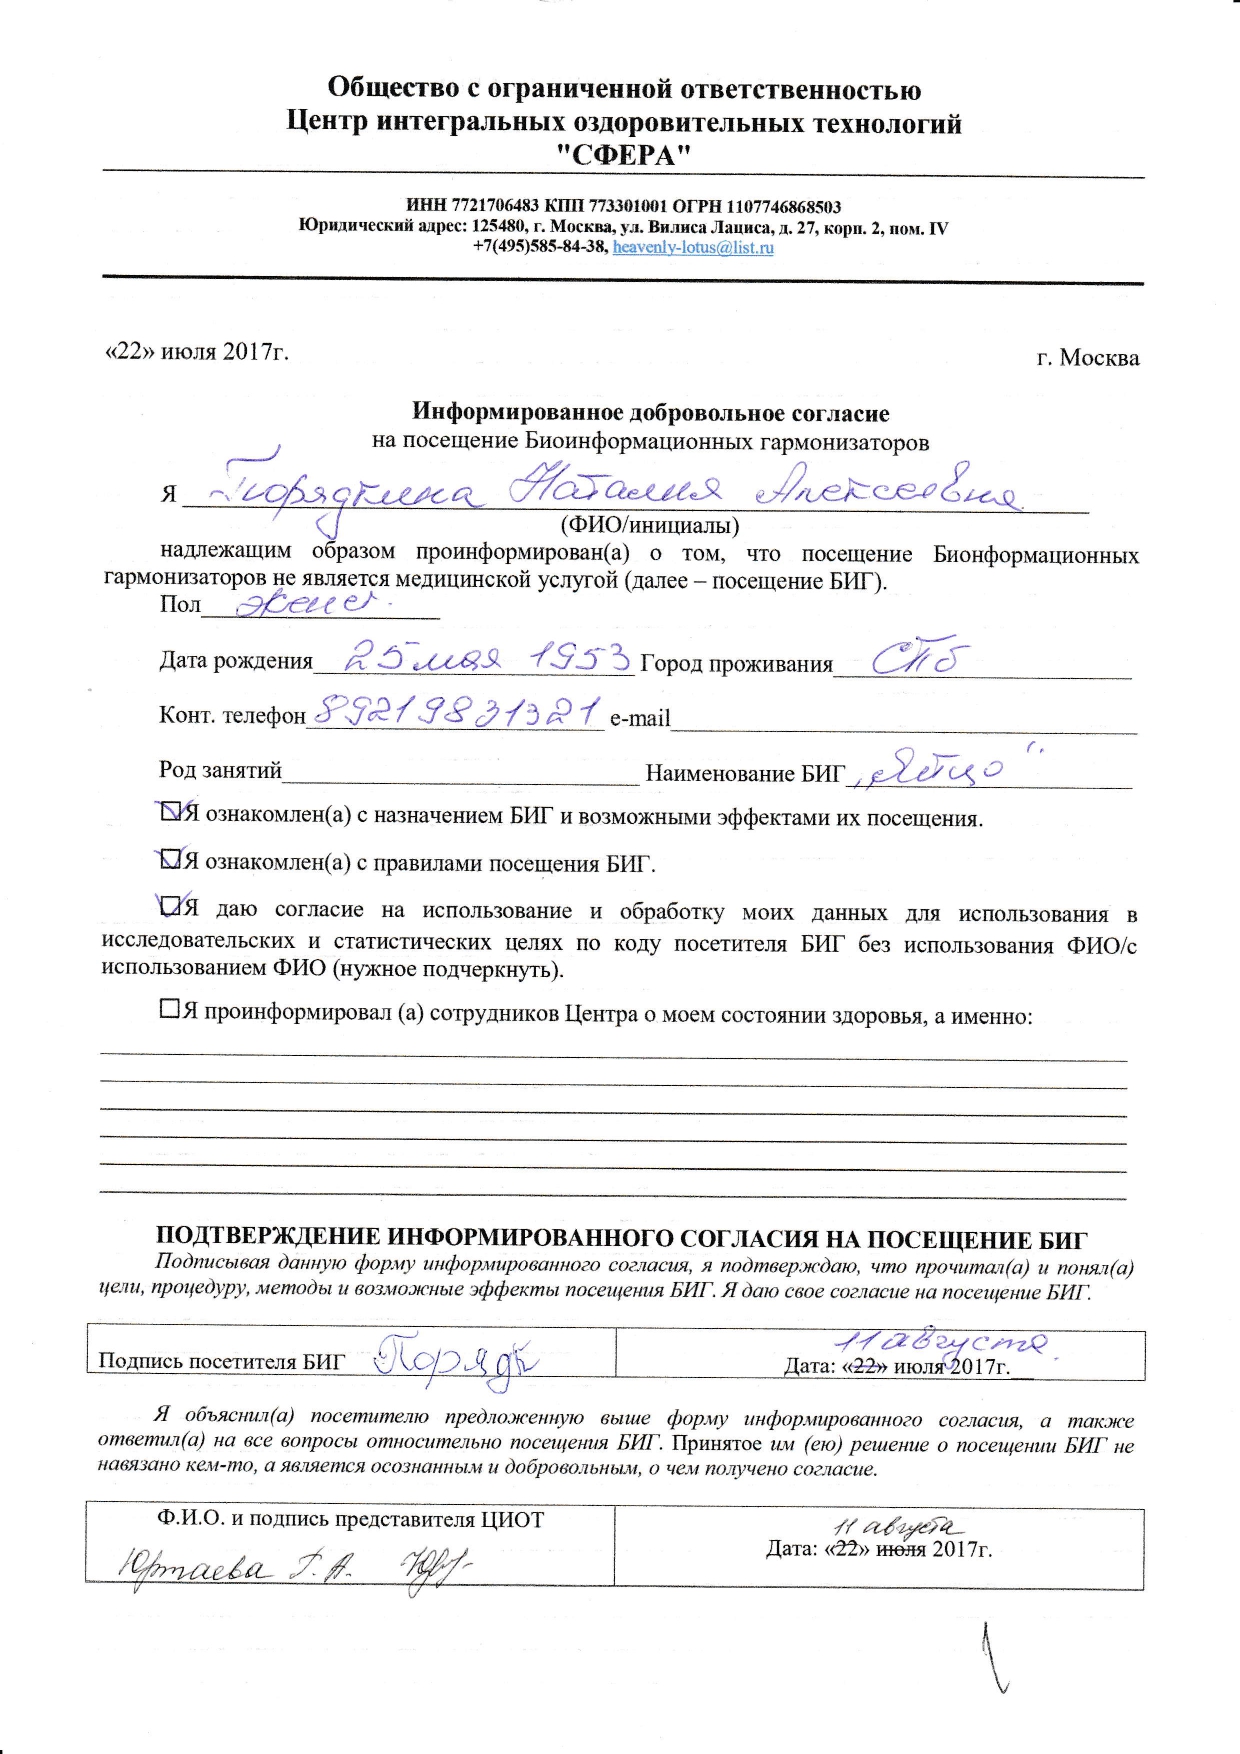 Общество с ограниченной ответственностью
Центр интегральных оздоровительных технологий
"СФЕРА"
ИНН 7721706483 КПП 773301001 ОГРН 1107746868503
Юридический адрес: 125480, г. Москва, ул. Вилиса Лациса, д. 27, корп. 2, пом. IV
+7(495)585-84-38, heavenly-lotus@list.ru
«22» июля 2017г. г. Москва
Информированное добровольное согласие
на посещение Биоинформационных гармонизаторов
Я Порядкина Наталия Алексеевна
(ФИО/инициалы)
надлежащим образом проинформирован(а) о том, что посещение Бионформационных
гармонизаторов не является медицинской услугой (далее – посещение БИГ).
Пол женс.
Дата рождения 25 мая 1953 Город проживания СПб
Конт. телефон 89219831321 e-mail
Род занятий Наименование БИГ „Яйцо"
Я ознакомлен(а) с назначением БИГ и возможными эффектами их посещения.
Я ознакомлен(а) с правилами посещения БИГ.
Я даю согласие на использование и обработку моих данных для использования в
исследовательских и статистических целях по коду посетителя БИГ без использования ФИО/с
использованием ФИО (нужное подчеркнуть).
Я проинформировал (а) сотрудников Центра о моем состоянии здоровья, а именно:
ПОДТВЕРЖДЕНИЕ ИНФОРМИРОВАННОГО СОГЛАСИЯ НА ПОСЕЩЕНИЕ БИГ
Подписывая данную форму информированного согласия, я подтверждаю, что прочитал(а) и понял(а)
цели, процедуру, методы и возможные эффекты посещения БИГ. Я даю свое согласие на посещение БИГ.
11 августа
Подпись посетителя БИГ Поряд Дата: «22» июля 2017г.
Я объяснил(а) посетителю предложенную выше форму информированного согласия, а также
ответил(а) на все вопросы относительно посещения БИГ. Принятое им (ею) решение о посещении БИГ не
навязано кем-то, а является осознанным и добровольным, о чем получено согласие.
Ф.И.О. и подпись представителя ЦИОТ
11 августа
Дата: «22» июля 2017г.
Юртаева Г. А.